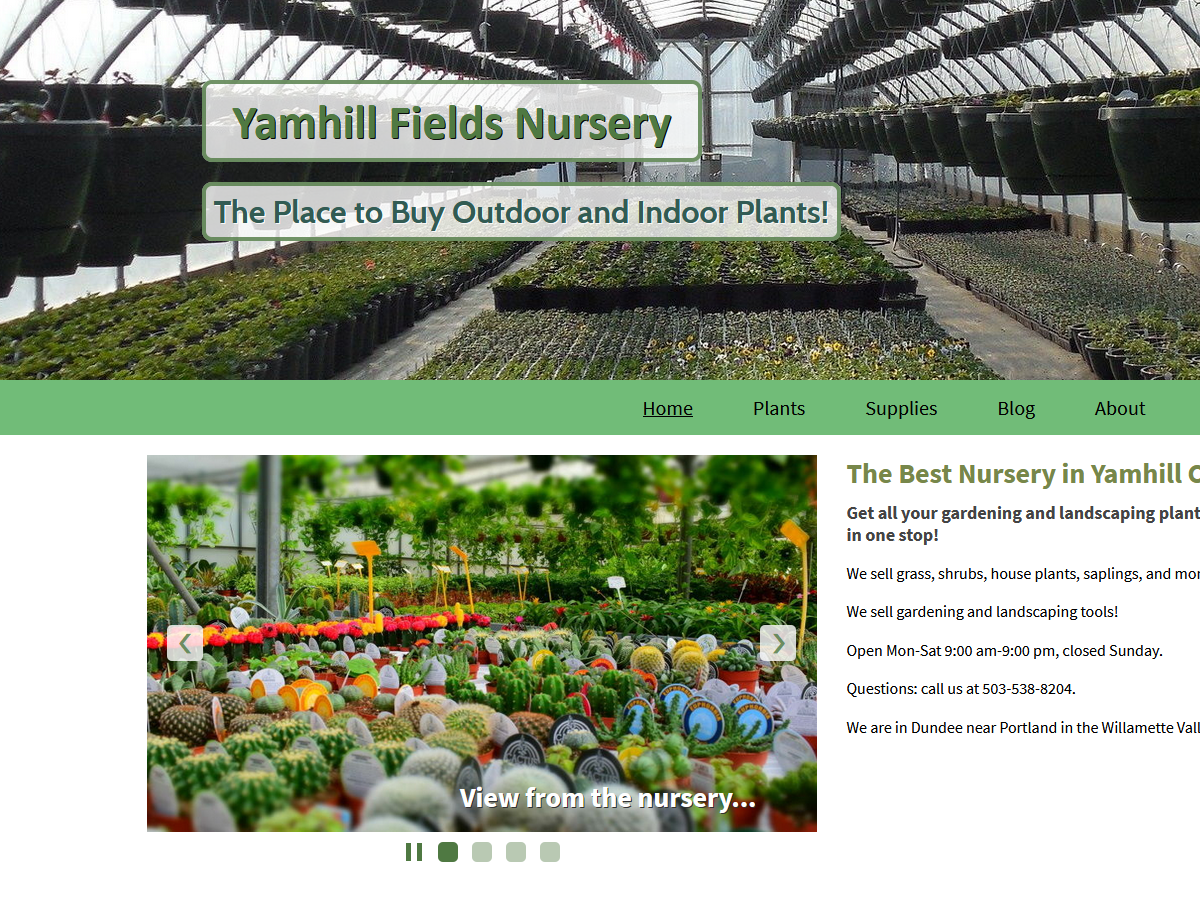 Yamhill Fields Nursery
The Place to Buy Outdoor and Indoor Plants!
Home Plants Supplies Blog About
The Best Nursery in Yamhill
Get all your gardening and landscaping plant
in one stop!
We sell grass, shrubs, house plants, saplings, and
We sell gardening and landscaping tools!
Open Mon-Sat 9:00 am-9:00 pm, closed Sunday.
Questions: call us at 503-538-8204.
We are in Dundee near Portland in the Willamette
View from the nursery...